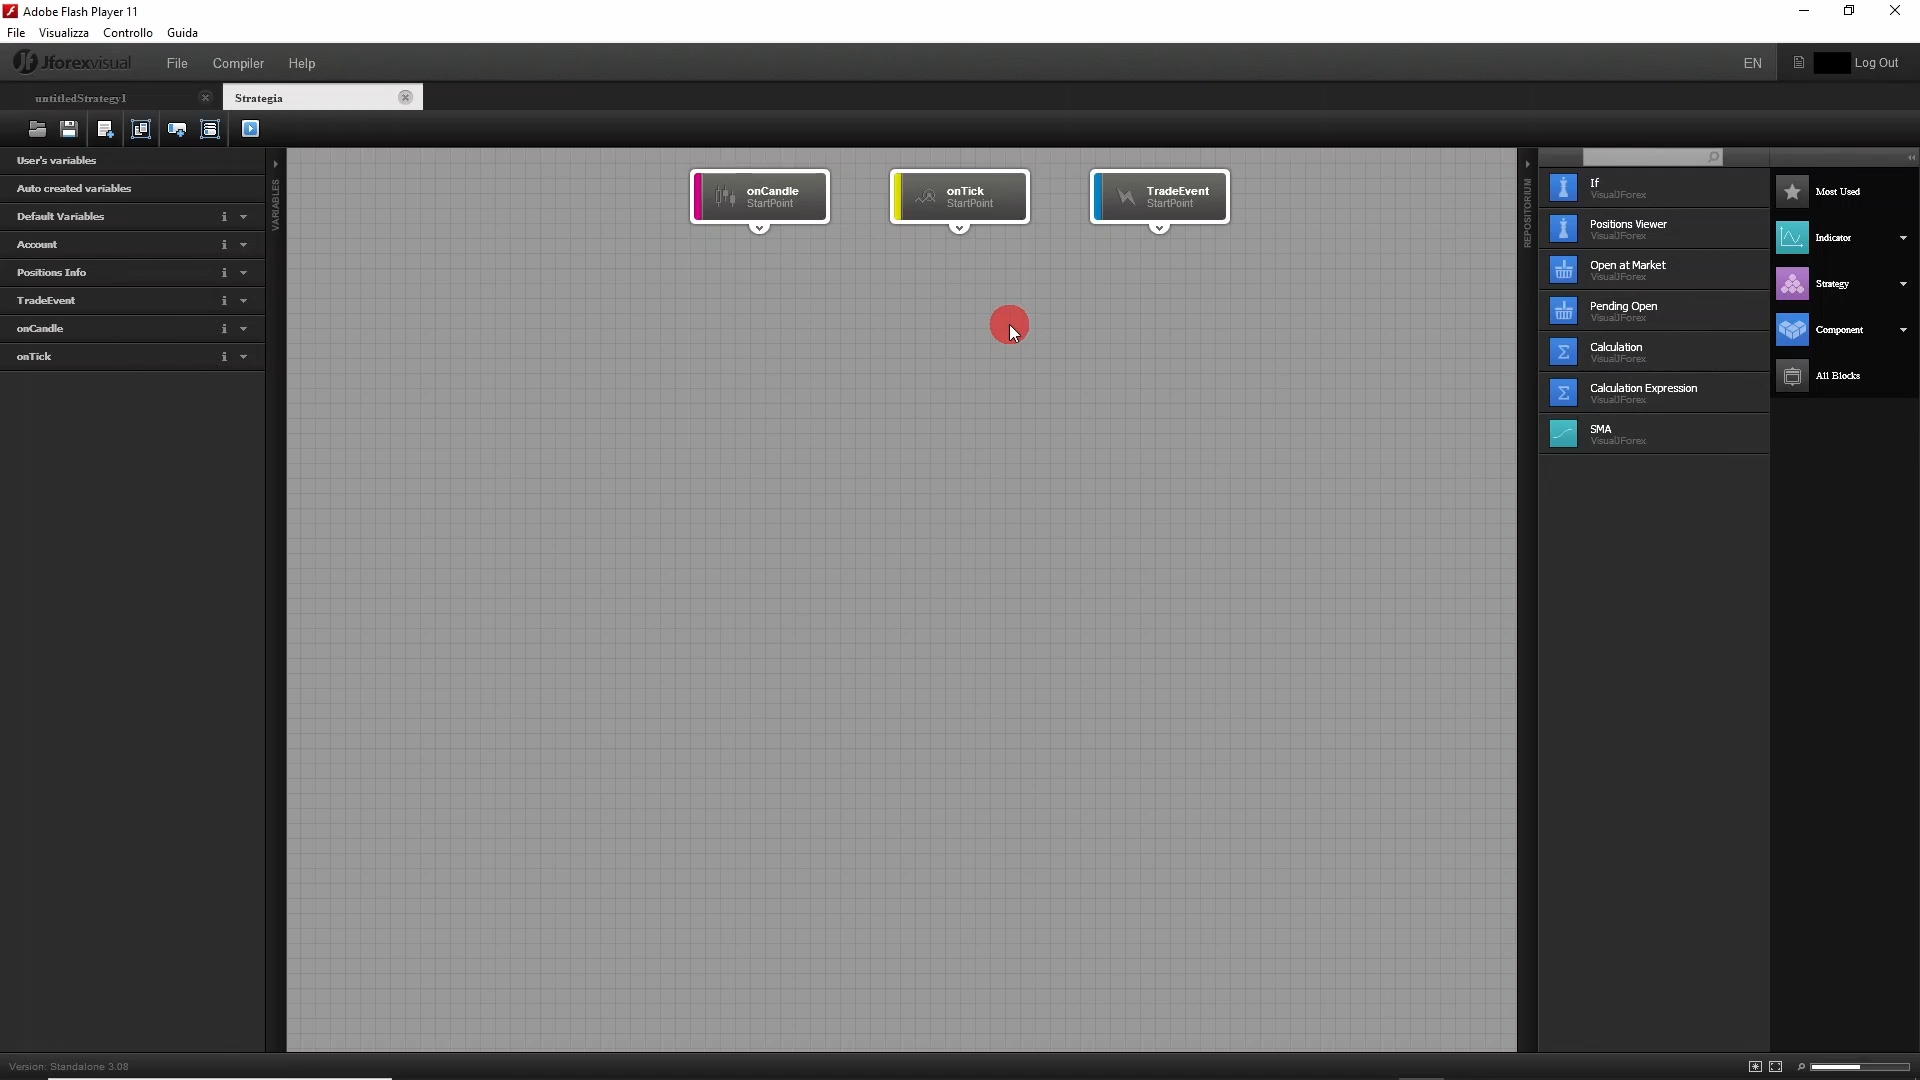 Adobe Flash Player 11
File Visualizza Controllo Guida
Jforexvisual File Compiler Help EN Log Out
untitledStrategy1 Strategia
User's variables
Auto created variables
Default Variables
Account
Positions Info
TradeEvent
onCandle
onTick
VARIABLES
onCandle
StartPoint
onTick
StartPoint
TradeEvent
StartPoint
REPOSITORIUM
If
VisualJForex
Positions Viewer
VisualJForex
Open at Market
VisualJForex
Pending Open
VisualJForex
Calculation
VisualJForex
Calculation Expression
VisualJForex
SMA
VisualJForex
Most Used
Indicator
Strategy
Component
All Blocks
Version: Standalone 3.08